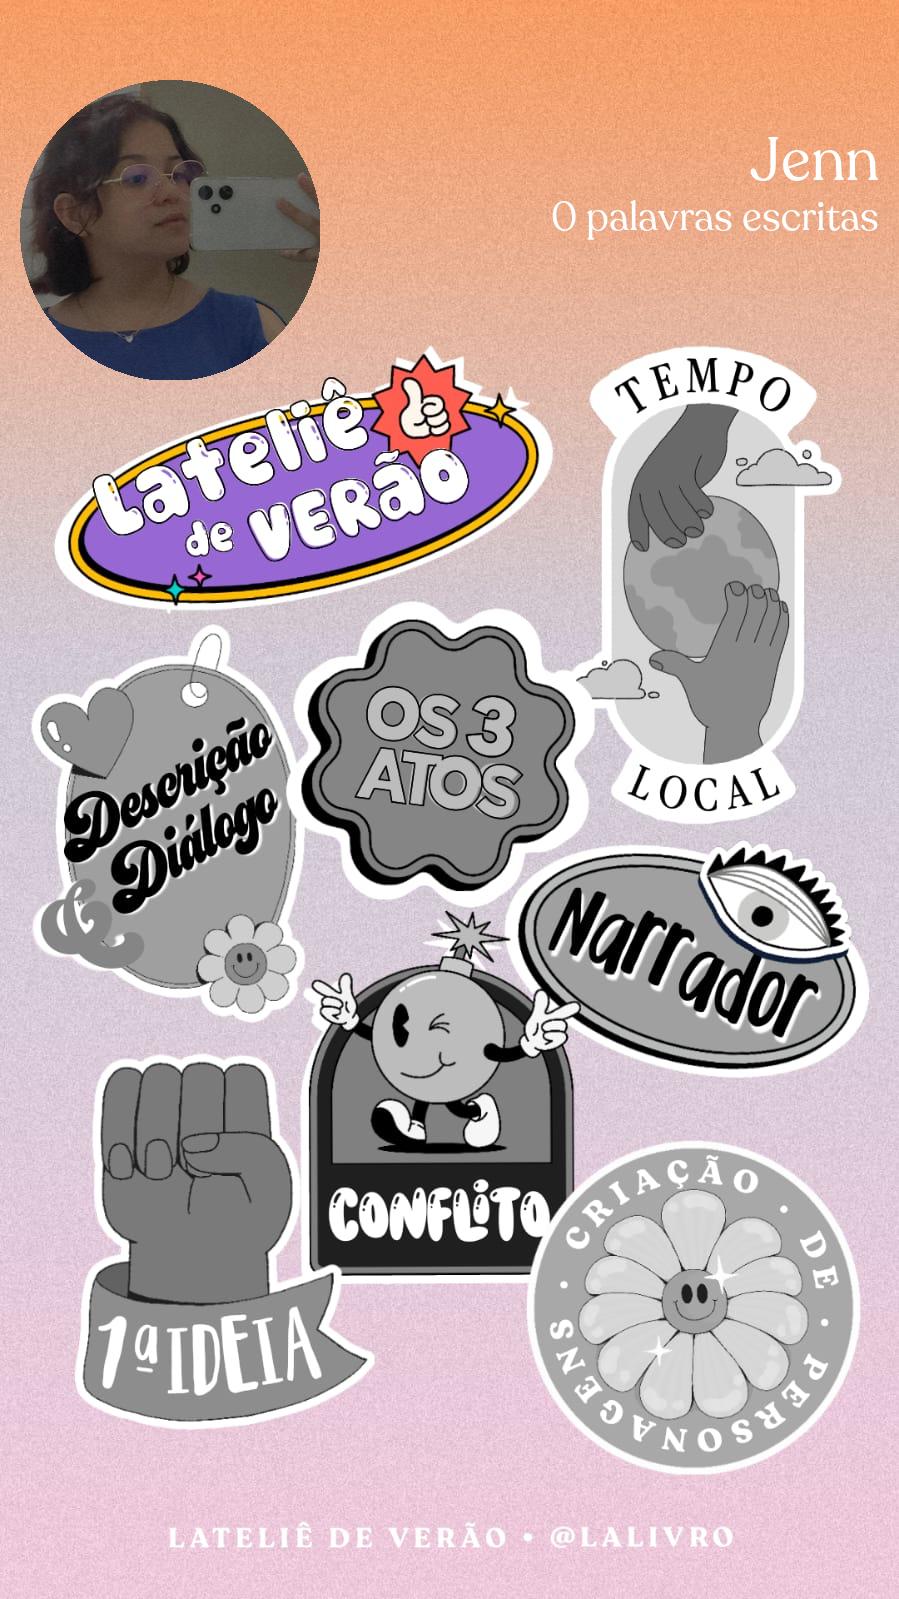 Jenn
0 palavras escritas
Lateliê
de VERÃO
TEMPO
LOCAL
OS 3
ATOS
Descrição
Diálogo
&
Narrador
CONFLITO
1ª IDEIA
CRIAÇÃO · DE · PERSONAGENS ·
LATELIÊ DE VERÃO • @LALIVRO